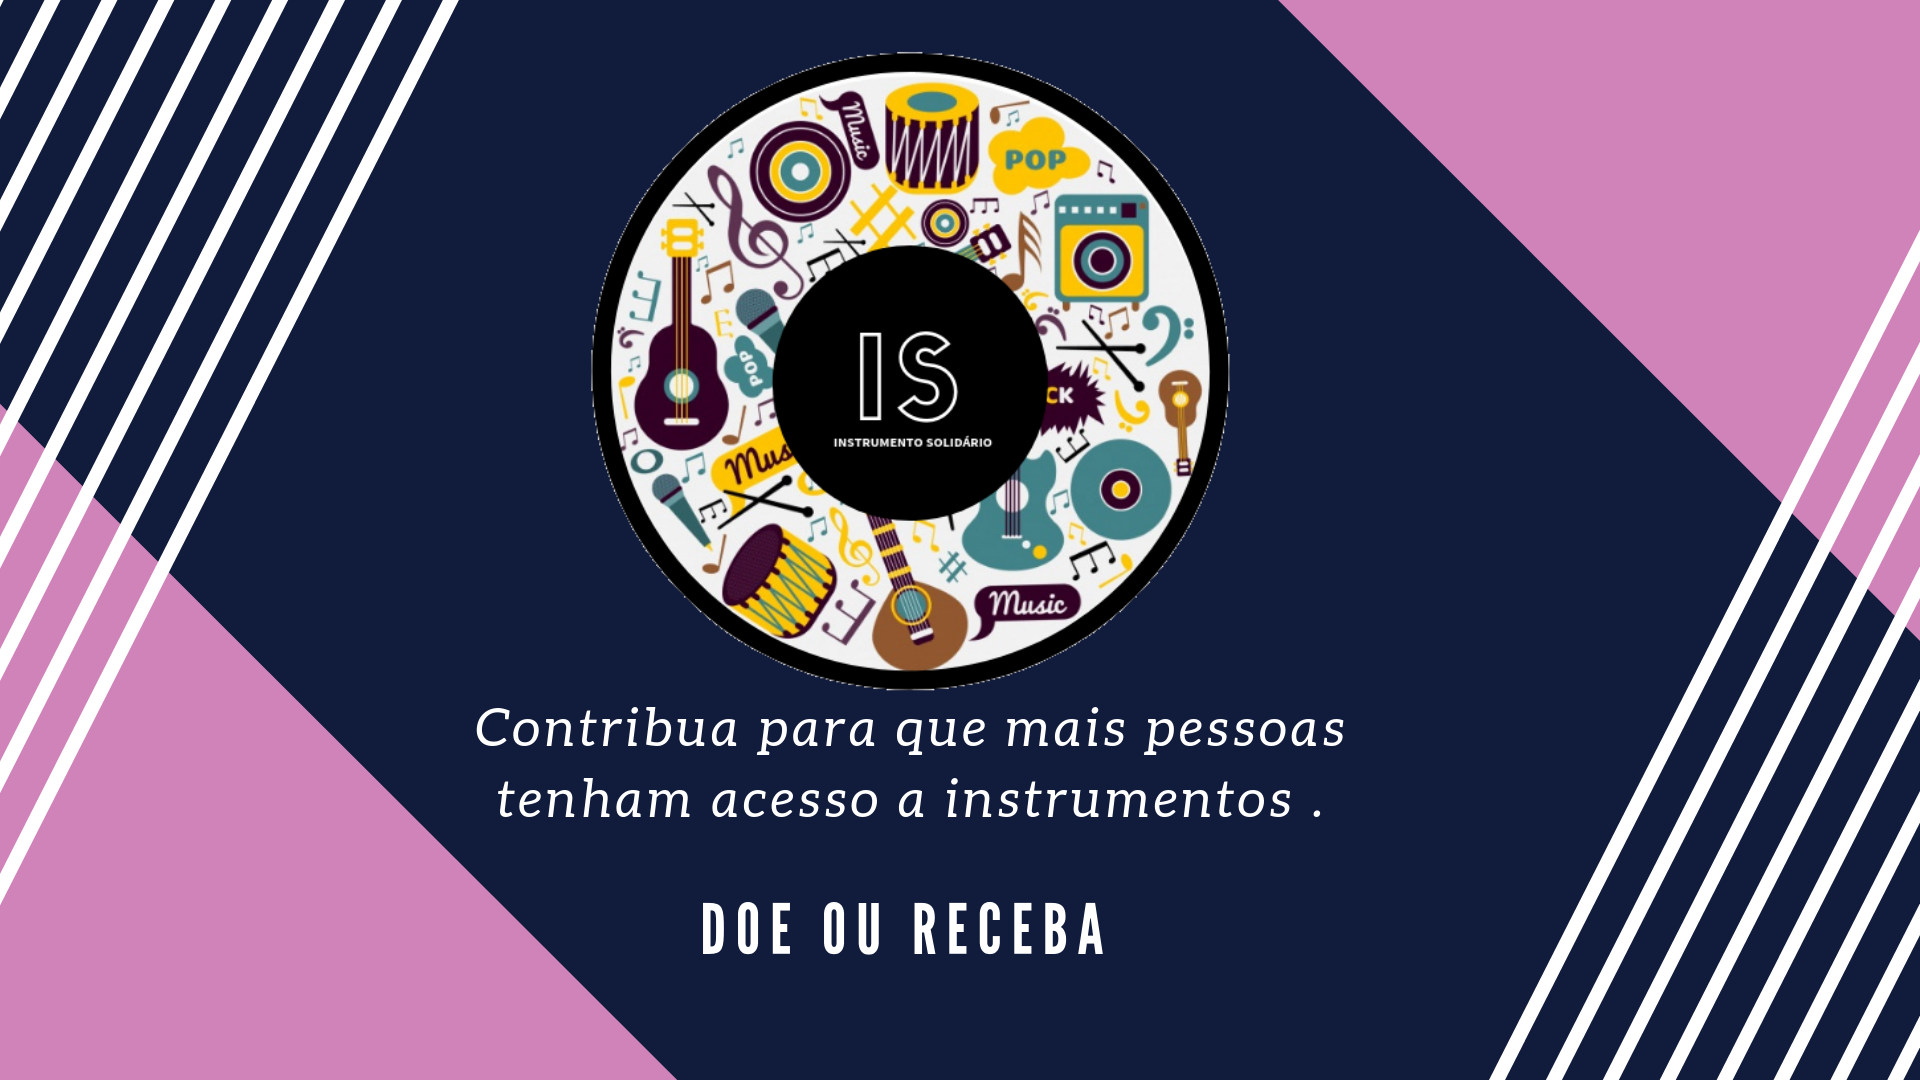 Music
POP
POP
CK
IS
INSTRUMENTO SOLIDÁRIO
Music
Contribua para que mais pessoas
tenham acesso a instrumentos .
DOE OU RECEBA